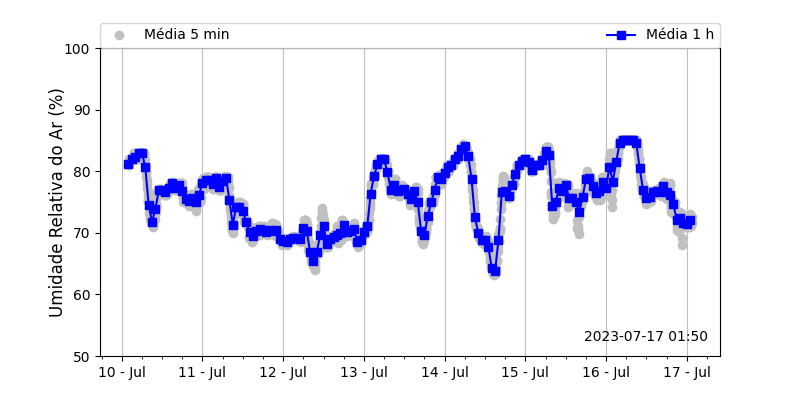 Média 5 min
Média 1 h
Umidade Relativa do Ar (%)
100
90
80
70
60
50
2023-07-17 01:50
10 - Jul
11 - Jul
12 - Jul
13 - Jul
14 - Jul
15 - Jul
16 - Jul
17 - Jul